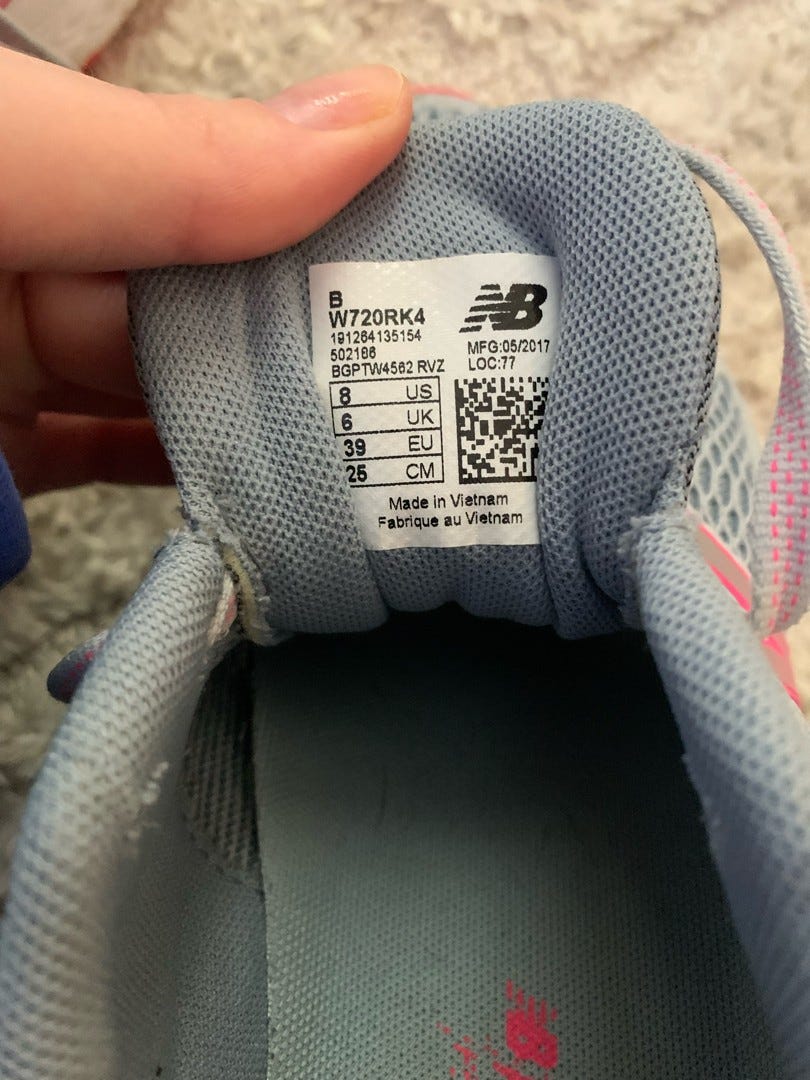 B
W720RK4
191264135154
502186
BGPTW4562 RVZ
NB
MFG:05/2017
LOC:77
8 US
6 UK
39 EU
25 CM
Made in Vietnam
Fabrique au Vietnam